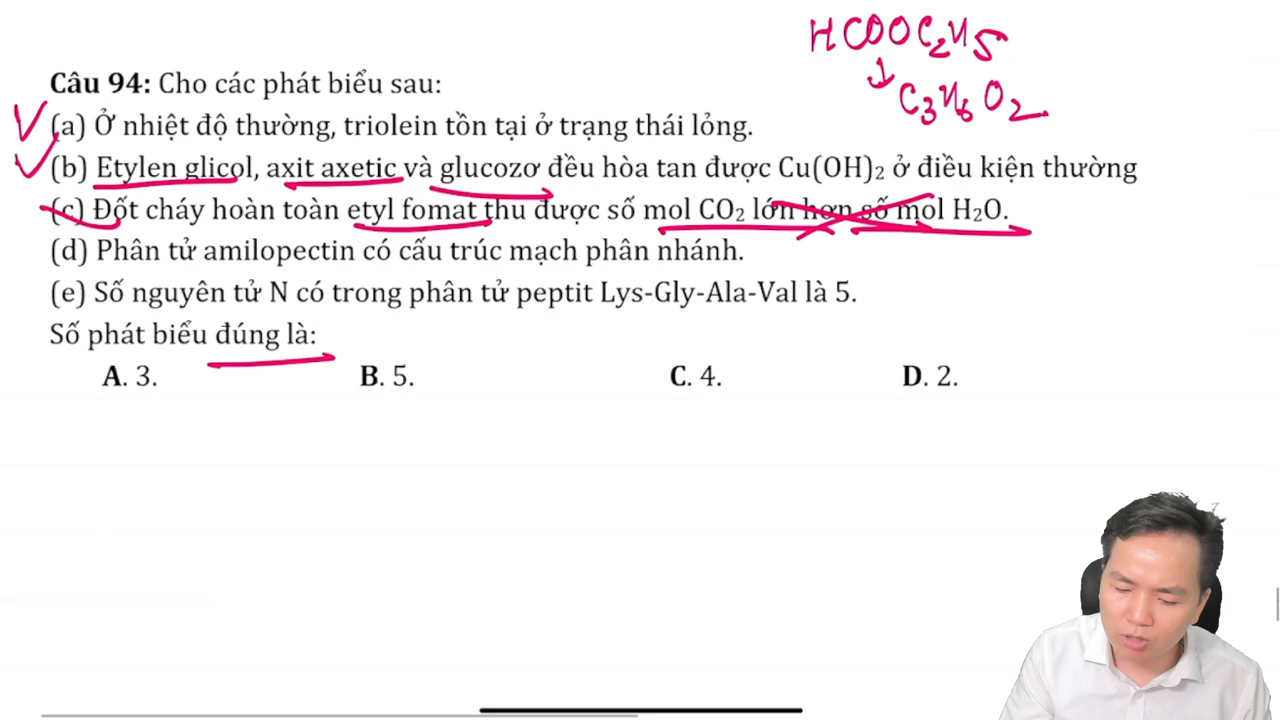 HCOOC2H5
↓
C3H6O2
Câu 94: Cho các phát biểu sau:
(a) Ở nhiệt độ thường, triolein tồn tại ở trạng thái lỏng.
(b) Etylen glicol, axit axetic và glucozơ đều hòa tan được Cu(OH)₂ ở điều kiện thường
(c) Đốt cháy hoàn toàn etyl fomat thu được số mol CO₂ lớn hơn số mol H₂O.
(d) Phân tử amilopectin có cấu trúc mạch phân nhánh.
(e) Số nguyên tử N có trong phân tử peptit Lys-Gly-Ala-Val là 5.
Số phát biểu đúng là:
A. 3. B. 5. C. 4. D. 2.